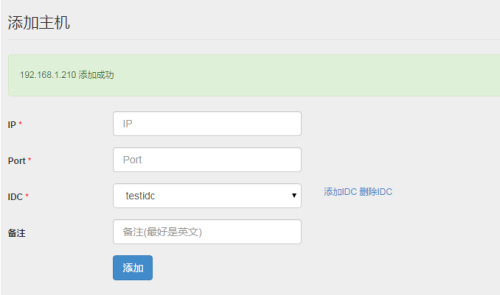 添加主机
192.168.1.210 添加成功
IP * IP
Port * Port
IDC * testidc 添加IDC 删除IDC
备注 备注(最好是英文)
添加